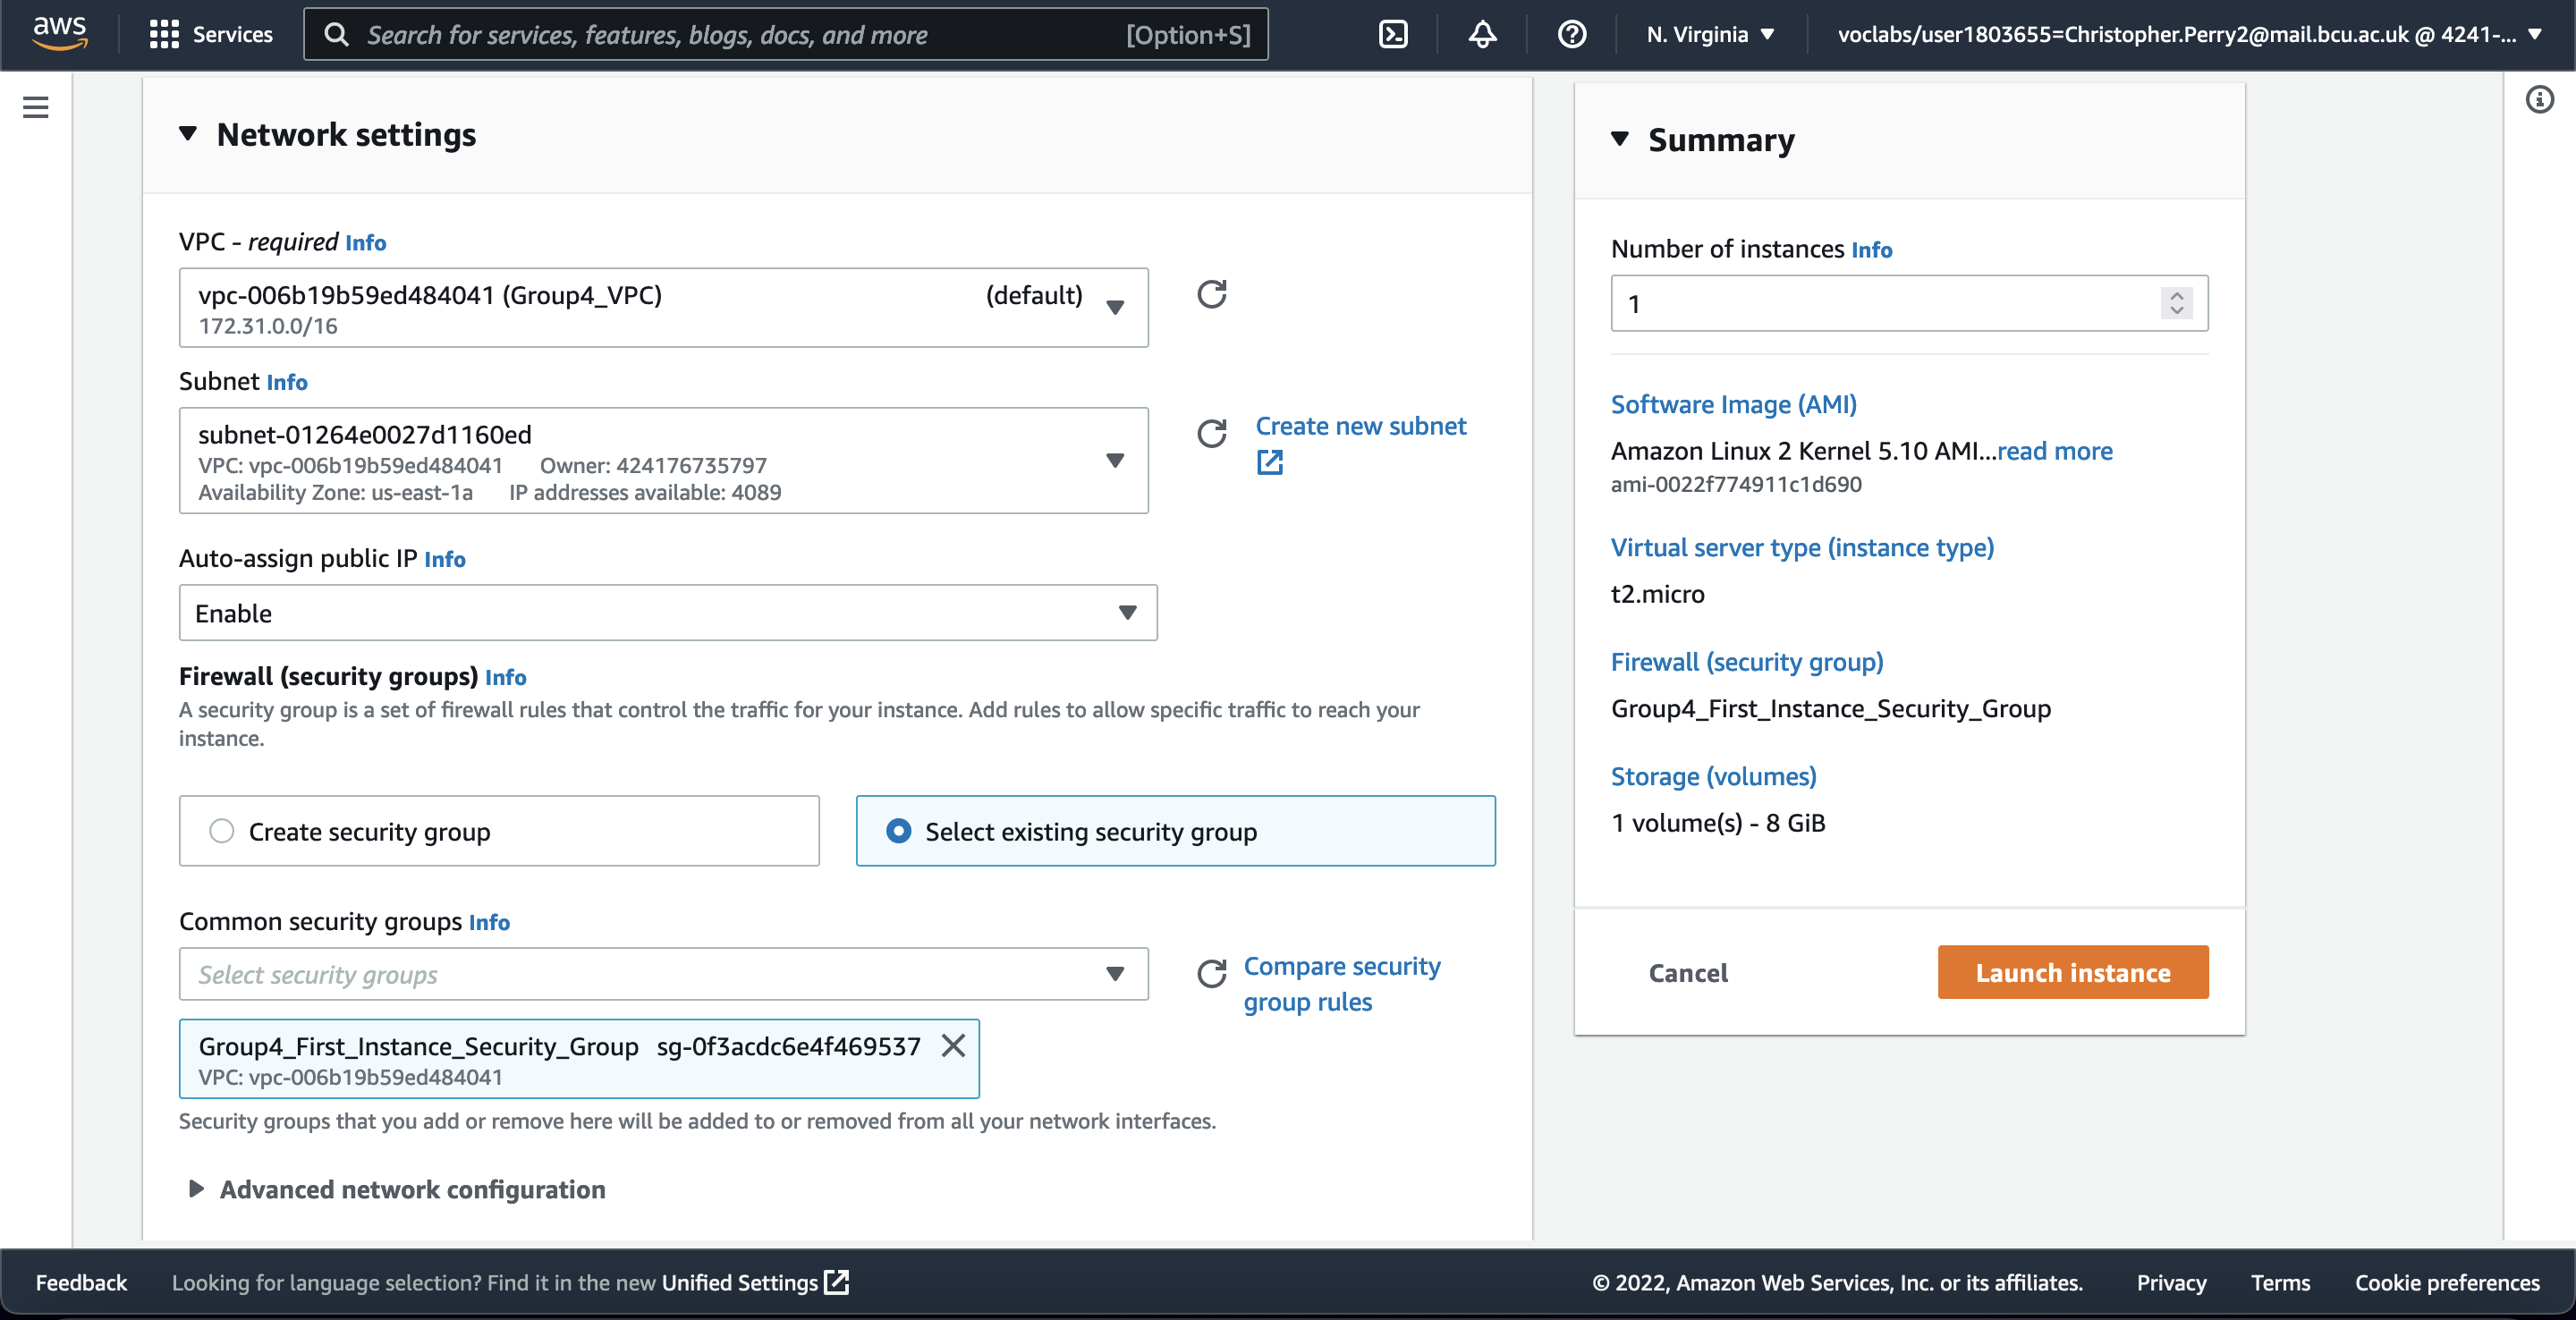 aws
Services
Search for services, features, blogs, docs, and more
[Option+S]
N. Virginia
voclabs/user1803655=Christopher.Perry2@mail.bcu.ac.uk @ 4241-...
Network settings
VPC - required Info
vpc-006b19b59ed484041 (Group4_VPC) (default)
172.31.0.0/16
Subnet Info
subnet-01264e0027d1160ed
VPC: vpc-006b19b59ed484041 Owner: 424176735797
Availability Zone: us-east-1a IP addresses available: 4089
Create new subnet
Auto-assign public IP Info
Enable
Firewall (security groups) Info
A security group is a set of firewall rules that control the traffic for your instance. Add rules to allow specific traffic to reach your
instance.
Create security group
Select existing security group
Common security groups Info
Select security groups
Compare security
group rules
Group4_First_Instance_Security_Group sg-0f3acdc6e4f469537
VPC: vpc-006b19b59ed484041
Security groups that you add or remove here will be added to or removed from all your network interfaces.
Advanced network configuration
Summary
Number of instances Info
1
Software Image (AMI)
Amazon Linux 2 Kernel 5.10 AMI...read more
ami-0022f774911c1d690
Virtual server type (instance type)
t2.micro
Firewall (security group)
Group4_First_Instance_Security_Group
Storage (volumes)
1 volume(s) - 8 GiB
Cancel
Launch instance
Feedback
Looking for language selection? Find it in the new Unified Settings
© 2022, Amazon Web Services, Inc. or its affiliates.
Privacy
Terms
Cookie preferences